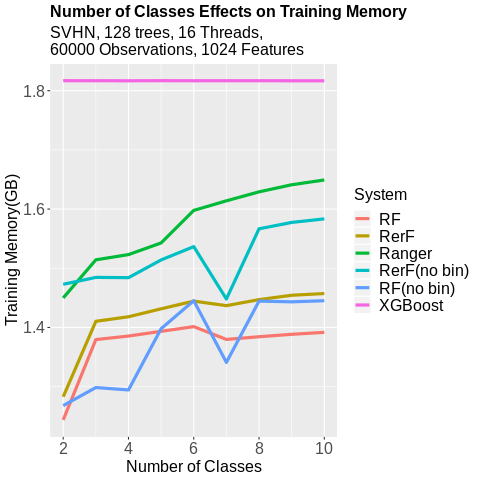 Number of Classes Effects on Training Memory
SVHN, 128 trees, 16 Threads,
60000 Observations, 1024 Features
Training Memory(GB)
1.8
1.6
1.4
2 4 6 8 10
Number of Classes
System
RF
RerF
Ranger
RerF(no bin)
RF(no bin)
XGBoost